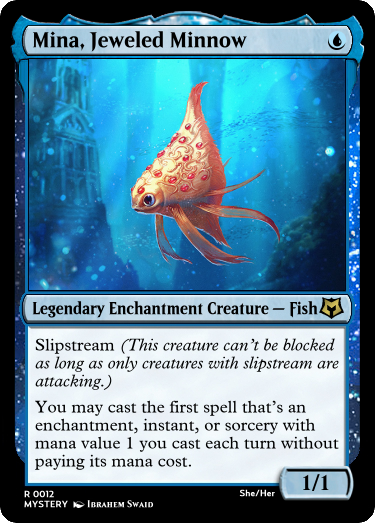 Mina, Jeweled Minnow
Legendary Enchantment Creature — Fish
Slipstream (This creature can't be blocked
as long as only creatures with slipstream are
attacking.)
You may cast the first spell that's an
enchantment, instant, or sorcery with
mana value 1 you cast each turn without
paying its mana cost.
1/1
R 0012
She/Her
MYSTERY Ibrahem Swaid